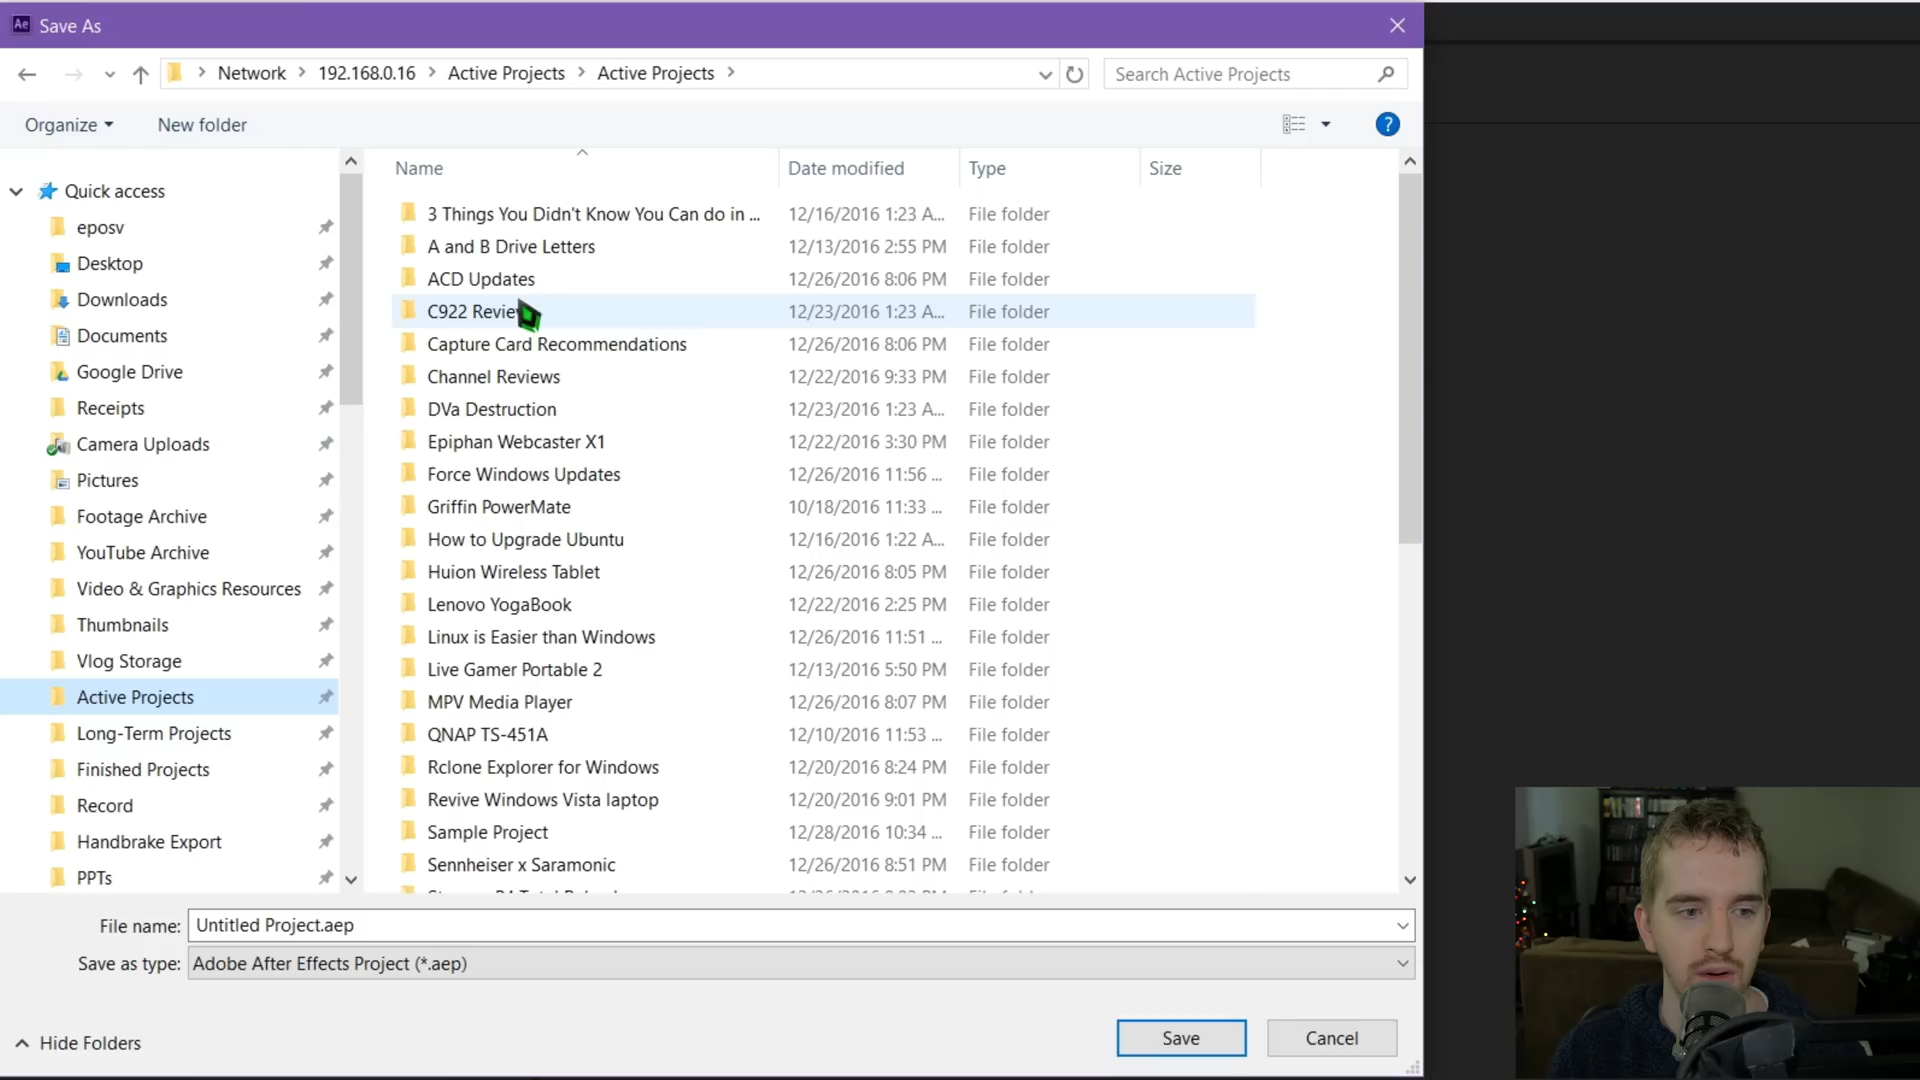 Ae Save As
Network 192.168.0.16 Active Projects Active Projects
Search Active Projects
Organize New folder
?
Name Date modified Type Size
Quick access
eposv
Desktop
Downloads
Documents
Google Drive
Receipts
Camera Uploads
Pictures
Footage Archive
YouTube Archive
Video & Graphics Resources
Thumbnails
Vlog Storage
Active Projects
Long-Term Projects
Finished Projects
Record
Handbrake Export
PPTs
3 Things You Didn't Know You Can do in ... 12/16/2016 1:23 A... File folder
A and B Drive Letters 12/13/2016 2:55 PM File folder
ACD Updates 12/26/2016 8:06 PM File folder
C922 Review 12/23/2016 1:23 A... File folder
Capture Card Recommendations 12/26/2016 8:06 PM File folder
Channel Reviews 12/22/2016 9:33 PM File folder
DVa Destruction 12/23/2016 1:23 A... File folder
Epiphan Webcaster X1 12/22/2016 3:30 PM File folder
Force Windows Updates 12/26/2016 11:56 ... File folder
Griffin PowerMate 10/18/2016 11:33 ... File folder
How to Upgrade Ubuntu 12/16/2016 1:22 A... File folder
Huion Wireless Tablet 12/26/2016 8:05 PM File folder
Lenovo YogaBook 12/22/2016 2:25 PM File folder
Linux is Easier than Windows 12/26/2016 11:51 ... File folder
Live Gamer Portable 2 12/13/2016 5:50 PM File folder
MPV Media Player 12/26/2016 8:07 PM File folder
QNAP TS-451A 12/10/2016 11:53 ... File folder
Rclone Explorer for Windows 12/20/2016 8:24 PM File folder
Revive Windows Vista laptop 12/20/2016 9:01 PM File folder
Sample Project 12/28/2016 10:34 ... File folder
Sennheiser x Saramonic 12/26/2016 8:51 PM File folder
File name: Untitled Project.aep
Save as type: Adobe After Effects Project (*.aep)
Hide Folders
Save Cancel